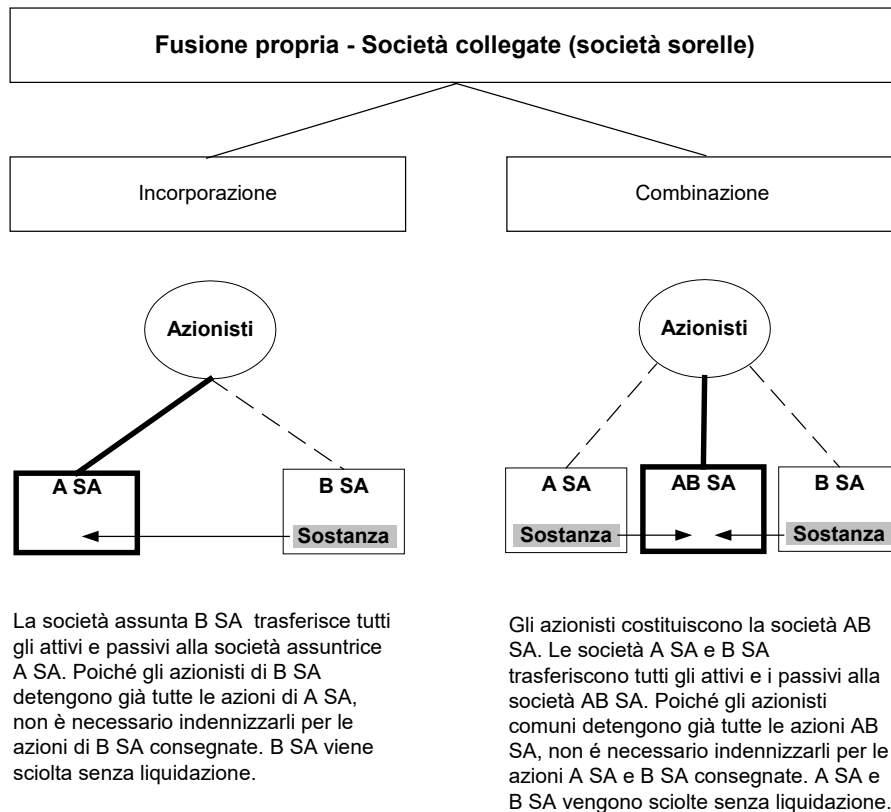 Fusione propria - Società collegate (società sorelle)
Incorporazione
Combinazione
Azionisti
A SA
B SA
Sostanza
La società assunta B SA  trasferisce tutti
gli attivi e passivi alla società assuntrice
A SA. Poiché gli azionisti di B SA
detengono già tutte le azioni di A SA,
non è necessario indennizzarli per le
azioni di B SA consegnate. B SA viene
sciolta senza liquidazione.
Azionisti
A SA
AB SA
B SA
Sostanza
Sostanza
Gli azionisti costituiscono la società AB
SA. Le società A SA e B SA
trasferiscono tutti gli attivi e i passivi alla
società AB SA. Poiché gli azionisti
comuni detengono già tutte le azioni AB
SA, non é necessario indennizzarli per le
azioni A SA e B SA consegnate. A SA e
B SA vengono sciolte senza liquidazione.